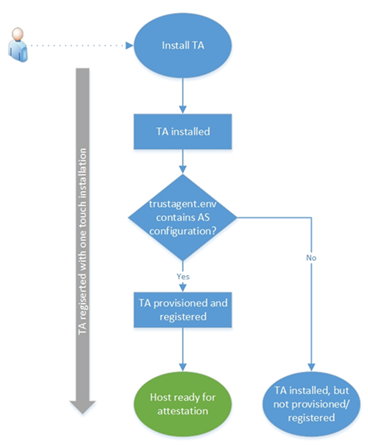 Install TA
TA installed
trustagent.env
contains AS
configuration?
No
Yes
TA provisioned and
registered
Host ready for
attestation
TA installed, but
not provisioned/
registered
TA regiserted with one touch installation